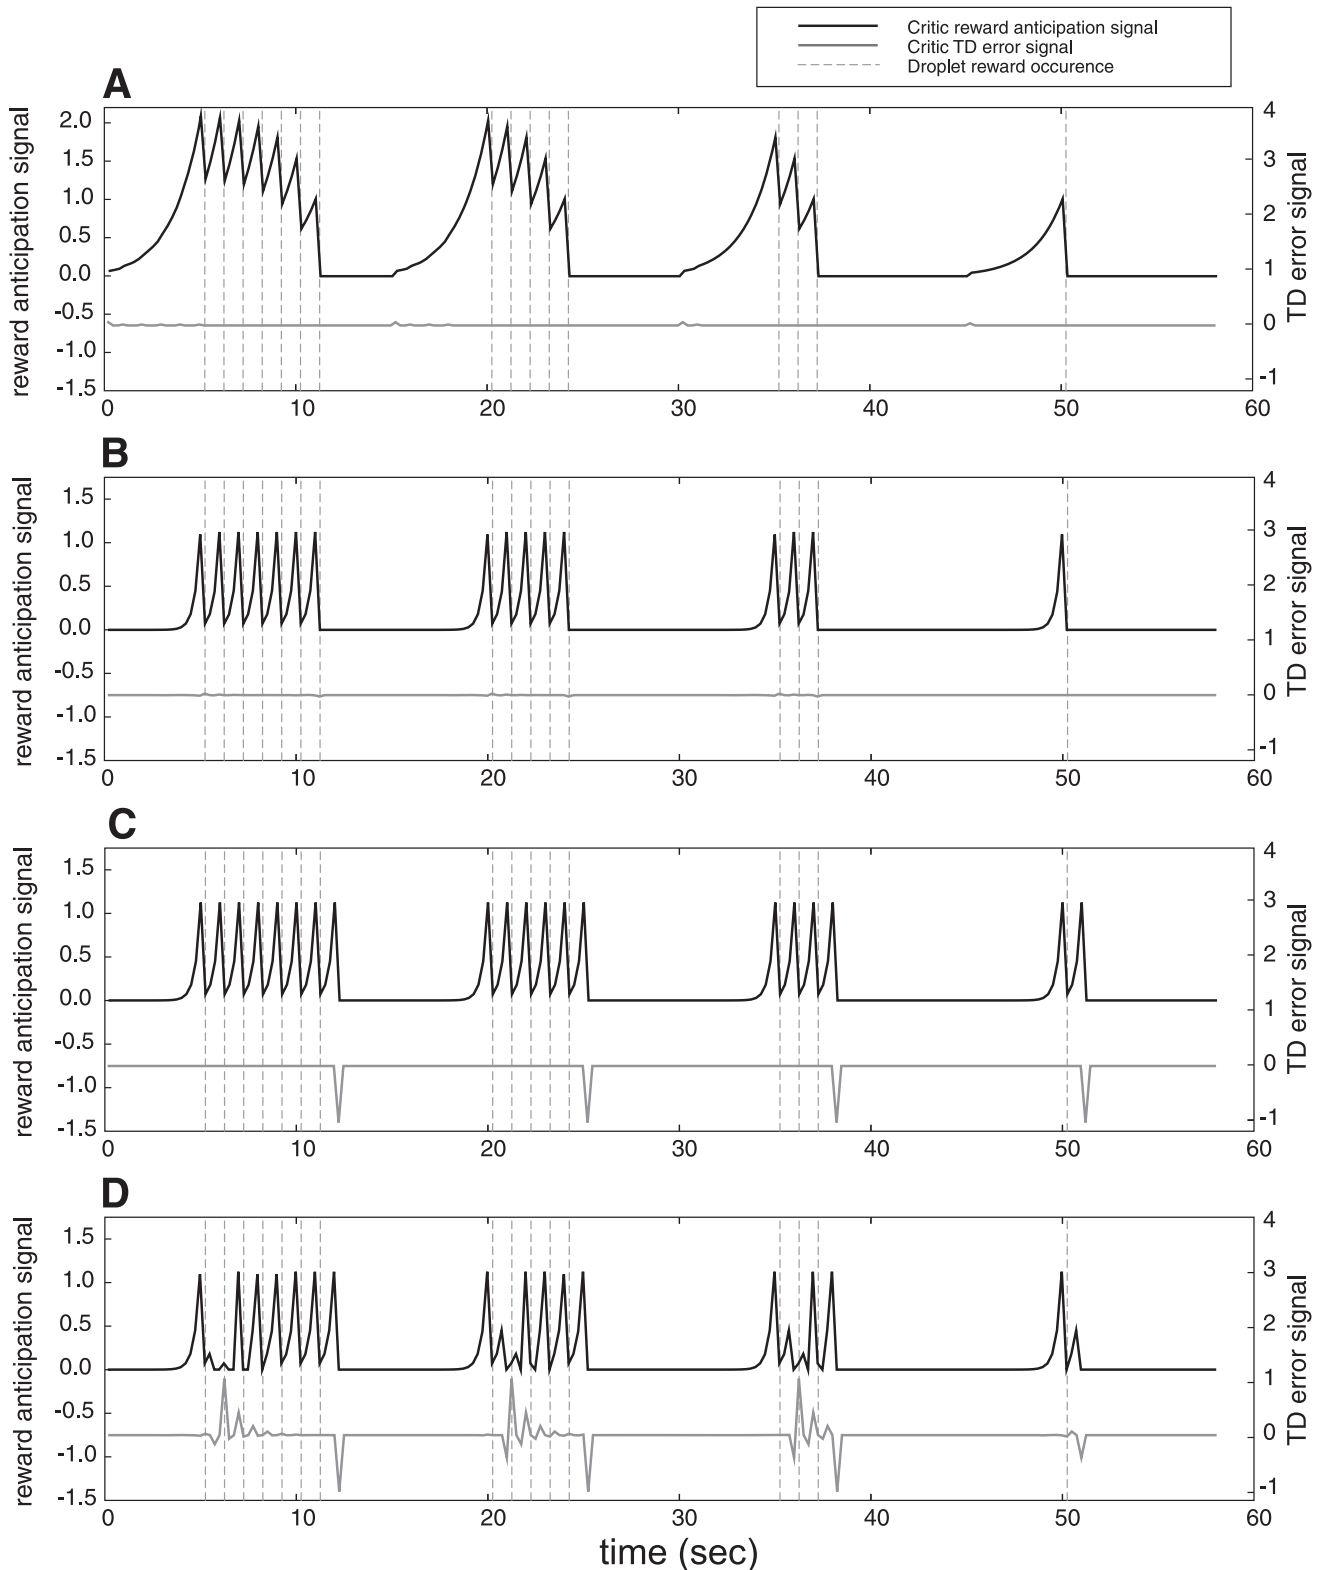 Critic reward anticipation signal
Critic TD error signal
Droplet reward occurence
A
reward anticipation signal
2.0
1.5
1.0
0.5
0.0
-0.5
-1.0
-1.5
4
3
2
1
0
-1
TD error signal
0 10 20 30 40 50 60
B
reward anticipation signal
1.5
1.0
0.5
0.0
-0.5
-1.0
-1.5
4
3
2
1
0
-1
TD error signal
0 10 20 30 40 50 60
C
reward anticipation signal
1.5
1.0
0.5
0.0
-0.5
-1.0
-1.5
4
3
2
1
0
-1
TD error signal
0 10 20 30 40 50 60
D
reward anticipation signal
1.5
1.0
0.5
0.0
-0.5
-1.0
-1.5
4
3
2
1
0
-1
TD error signal
0 10 20 30 40 50 60
time (sec)